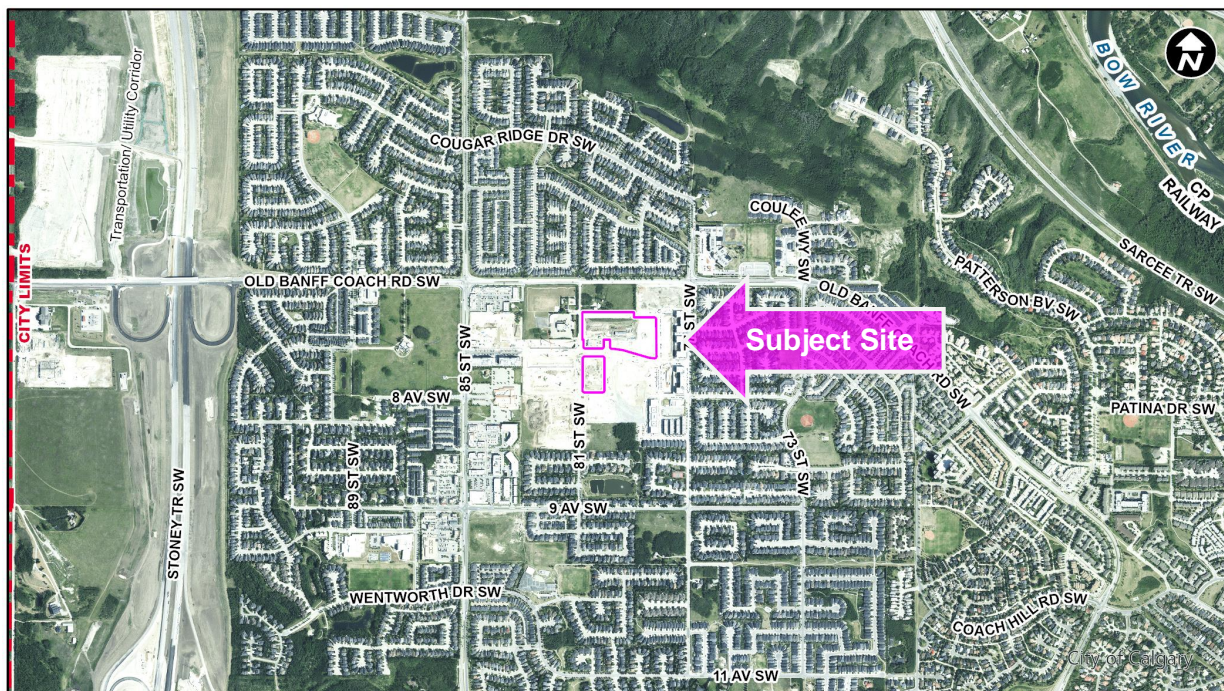 N
BOW RIVER
CP
RAILWAY
Transportation/ Utility Corridor
COUGAR RIDGE DR SW
COULEE WY SW
SARCEE TR SW
PATTERSON BV SW
CITY LIMITS
OLD BANFF COACH RD SW
OLD BANFF COACH RD SW
ST SW
85 ST SW
Subject Site
8 AV SW
PATINA DR SW
81 ST SW
73 ST SW
89 ST SW
9 AV SW
STONEY TR SW
WENTWORTH DR SW
COACH HILL RD SW
City of Calgary
11 AV SW